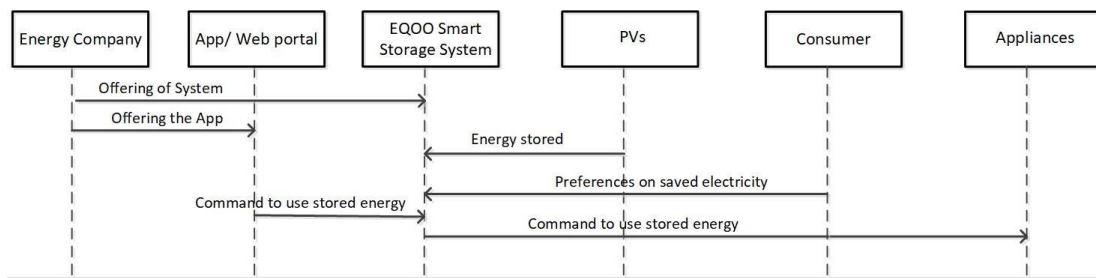 Energy Company
App/ Web portal
EQOO Smart
Storage System
PVs
Consumer
Appliances
Offering of System
Offering the App
Energy stored
Preferences on saved electricity
Command to use stored energy
Command to use stored energy